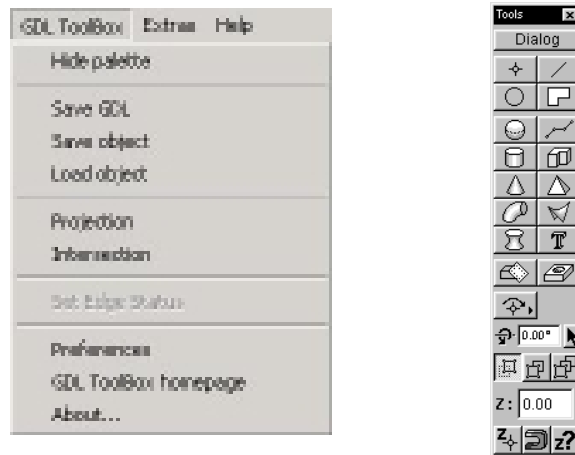 GDL ToolBox Extras Help
Hide palette
Save GDL
Save object
Load object
Projection
Intersection
Set Edge Status
Preferences
GDL ToolBox homepage
About...
Tools x
Dialog
T
0.00°
Z: 0.00
z z?